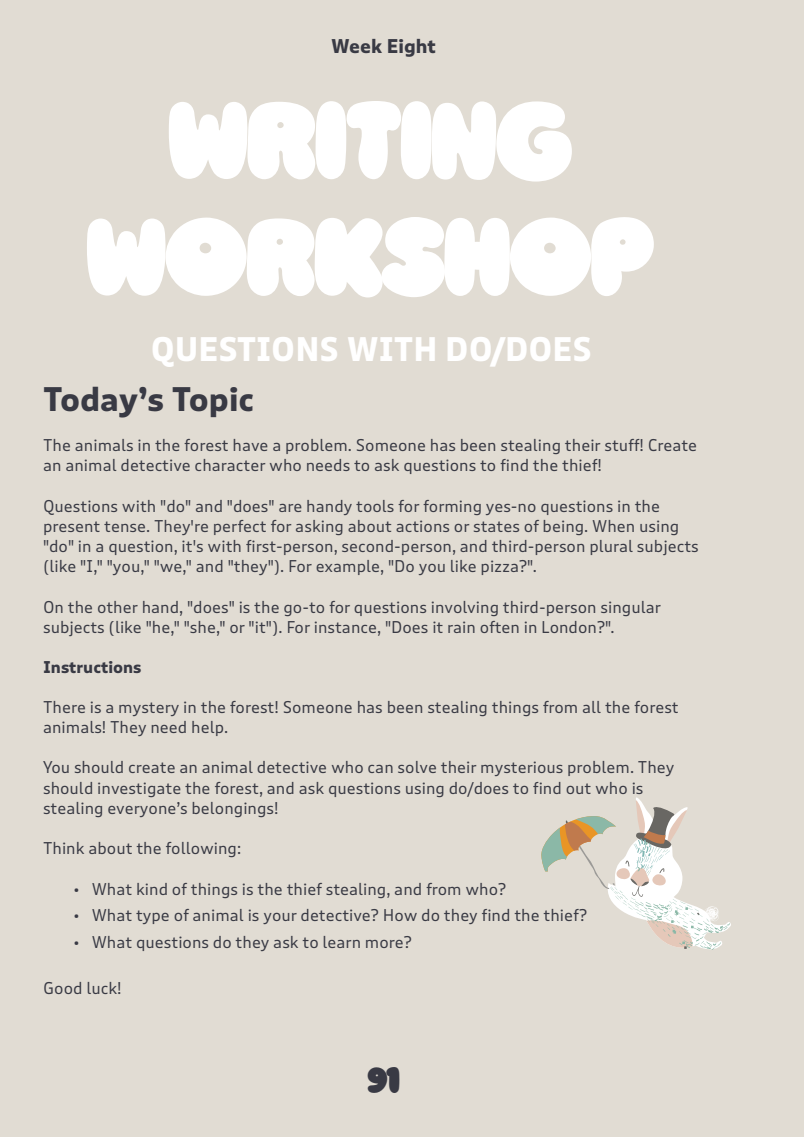 Week Eight
WRITING
WORKSHOP
QUESTIONS WITH DO/DOES
Today's Topic
The animals in the forest have a problem. Someone has been stealing their stuff! Create
an animal detective character who needs to ask questions to find the thief!
Questions with "do" and "does" are handy tools for forming yes-no questions in the
present tense. They're perfect for asking about actions or states of being. When using
"do" in a question, it's with first-person, second-person, and third-person plural subjects
(like "I," "you," "we," and "they"). For example, "Do you like pizza?".
On the other hand, "does" is the go-to for questions involving third-person singular
subjects (like "he," "she," or "it"). For instance, "Does it rain often in London?".
Instructions
There is a mystery in the forest! Someone has been stealing things from all the forest
animals! They need help.
You should create an animal detective who can solve their mysterious problem. They
should investigate the forest, and ask questions using do/does to find out who is
stealing everyone's belongings!
Think about the following:
• What kind of things is the thief stealing, and from who?
• What type of animal is your detective? How do they find the thief?
• What questions do they ask to learn more?
Good luck!
91